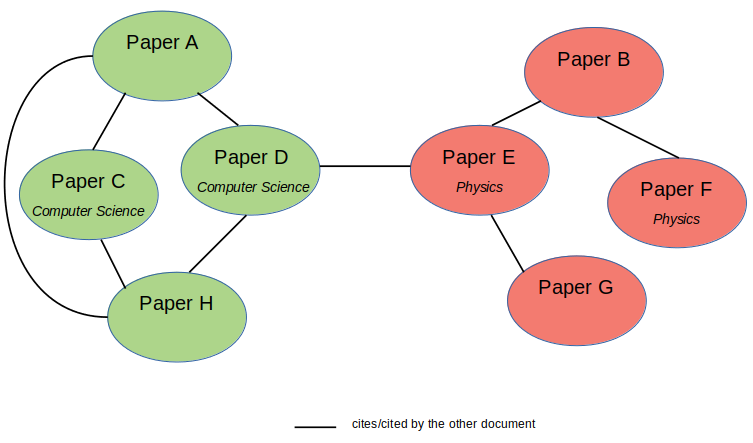 Paper A
Paper B
Paper C
Computer Science
Paper D
Computer Science
Paper E
Physics
Paper F
Physics
Paper H
Paper G
cites/cited by the other document